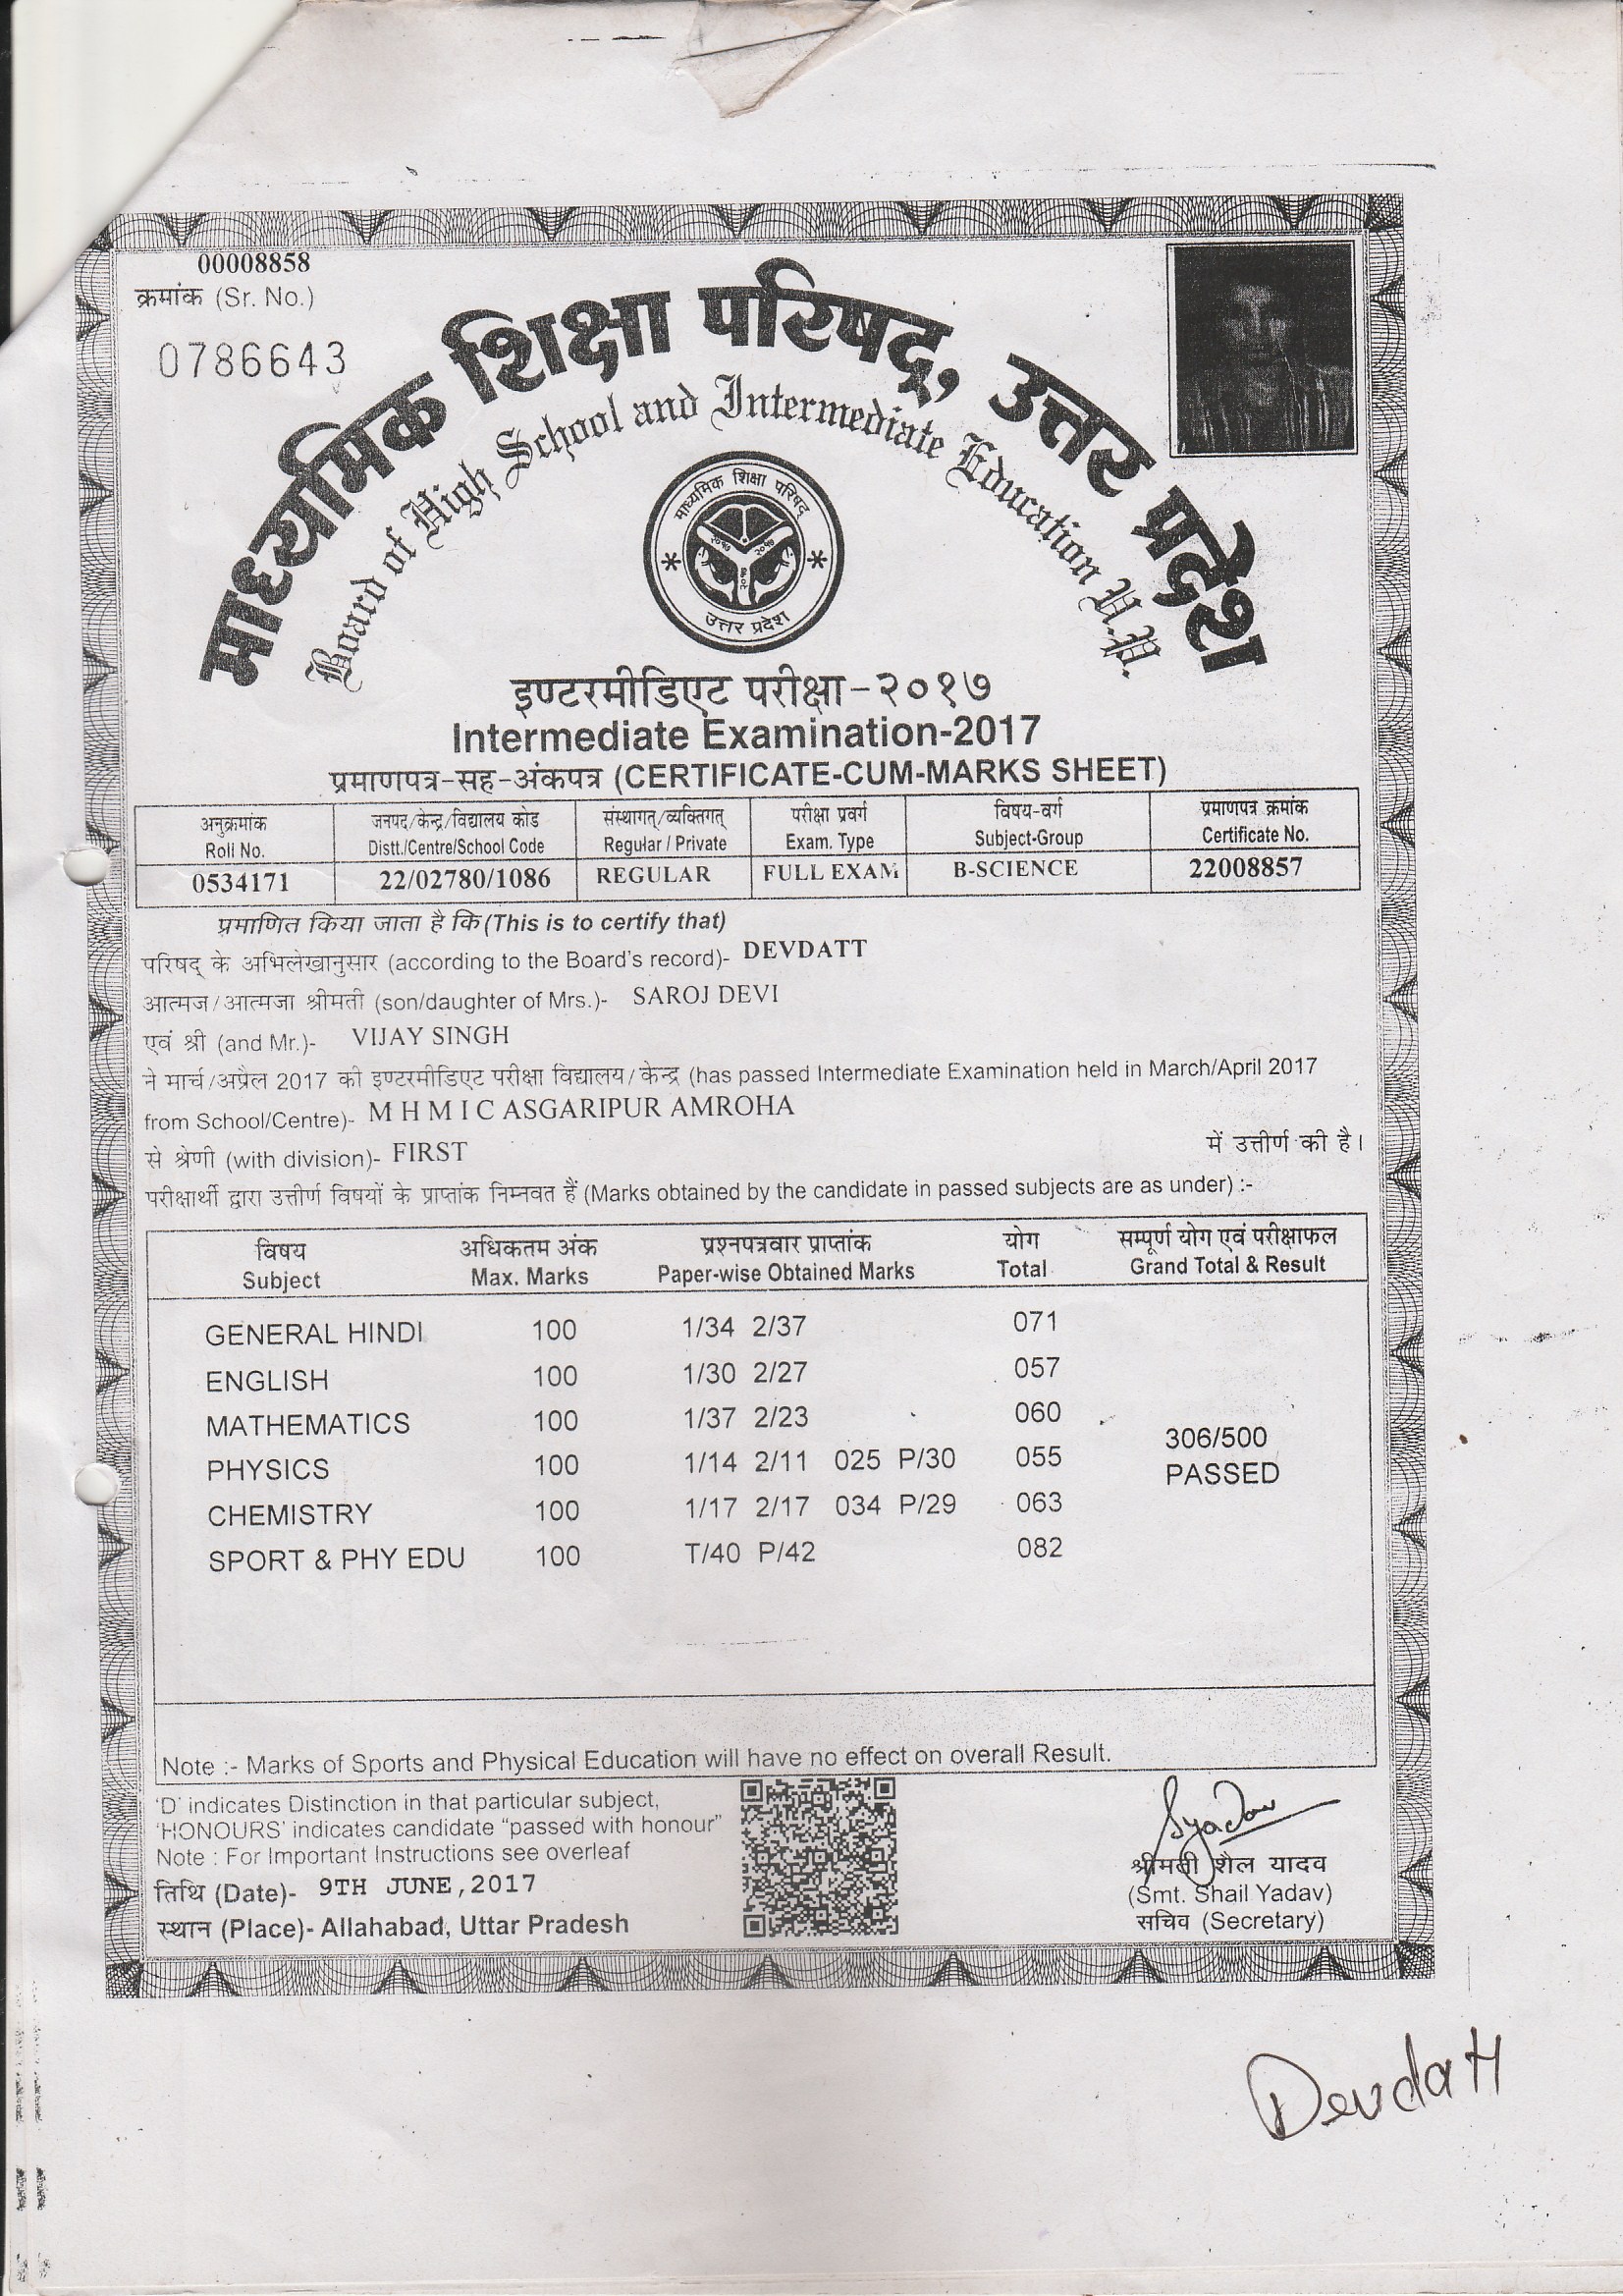 00008858
क्रमांक (Sr. No.)
0786643
माध्यमिक शिक्षा परिषद्, उत्तर प्रदेश
Board of High School and Intermediate Education U.P.
माध्यमिक शिक्षा परिषद्
उत्तर प्रदेश
इण्टरमीडिएट परीक्षा-२०१७
Intermediate Examination-2017
प्रमाणपत्र-सह-अंकपत्र (CERTIFICATE-CUM-MARKS SHEET)
अनुक्रमांक जनपद/केन्द्र/विद्यालय कोड संस्थागत्/व्यक्तिगत् परीक्षा प्रवर्ग विषय-वर्ग प्रमाणपत्र क्रमांक
Roll No. Distt./Centre/School Code Regular / Private Exam. Type Subject-Group Certificate No.
0534171 22/02780/1086 REGULAR FULL EXAM B-SCIENCE 22008857
प्रमाणित किया जाता है कि (This is to certify that)
परिषद् के अभिलेखानुसार (according to the Board's record)- DEVDATT
आत्मज/आत्मजा श्रीमती (son/daughter of Mrs.)- SAROJ DEVI
एवं श्री (and Mr.)- VIJAY SINGH
ने मार्च/अप्रैल 2017 की इण्टरमीडिएट परीक्षा विद्यालय/केन्द्र (has passed Intermediate Examination held in March/April 2017
from School/Centre)- M H M I C ASGARIPUR AMROHA
से श्रेणी (with division)- FIRST में उत्तीर्ण की है।
परीक्षार्थी द्वारा उत्तीर्ण विषयों के प्राप्तांक निम्नवत हैं (Marks obtained by the candidate in passed subjects are as under) :-
विषय अधिकतम अंक प्रश्नपत्रवार प्राप्तांक योग सम्पूर्ण योग एवं परीक्षाफल
Subject Max. Marks Paper-wise Obtained Marks Total Grand Total & Result
GENERAL HINDI 100 1/34 2/37 071
ENGLISH 100 1/30 2/27 057
MATHEMATICS 100 1/37 2/23 060
306/500
PHYSICS 100 1/14 2/11 025 P/30 055
PASSED
CHEMISTRY 100 1/17 2/17 034 P/29 063
SPORT & PHY EDU 100 T/40 P/42 082
Note :- Marks of Sports and Physical Education will have no effect on overall Result.
'D' indicates Distinction in that particular subject,
'HONOURS' indicates candidate "passed with honour"
Note : For Important Instructions see overleaf
तिथि (Date)- 9TH JUNE,2017
स्थान (Place)- Allahabad, Uttar Pradesh
Syadav
श्रीमती शैल यादव
(Smt. Shail Yadav)
सचिव (Secretary)
Devdatt